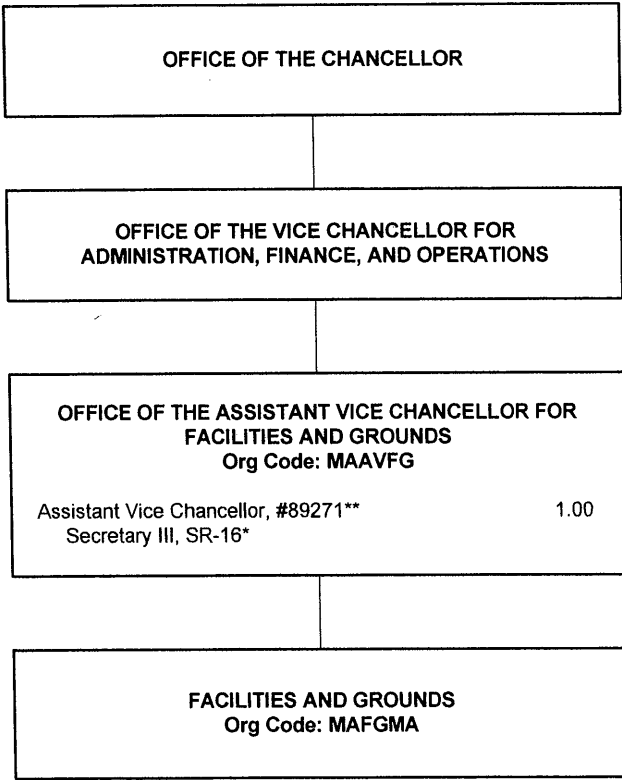 OFFICE OF THE CHANCELLOR
OFFICE OF THE VICE CHANCELLOR FOR
ADMINISTRATION, FINANCE, AND OPERATIONS
OFFICE OF THE ASSISTANT VICE CHANCELLOR FOR
FACILITIES AND GROUNDS
Org Code: MAAVFG
Assistant Vice Chancellor, #89271** 1.00
Secretary III, SR-16*
FACILITIES AND GROUNDS
Org Code: MAFGMA